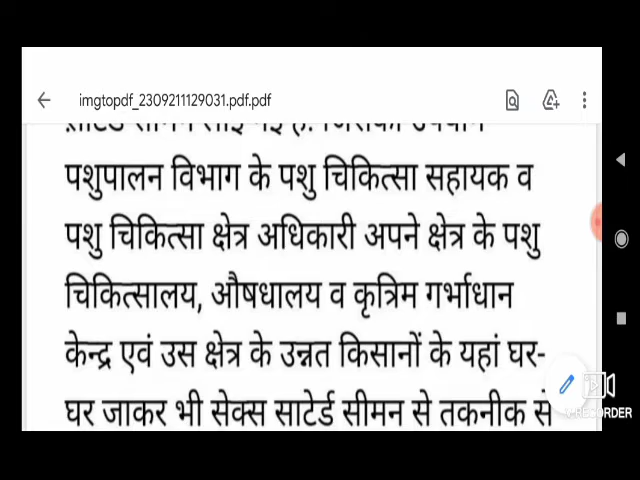 imgtopdf_2309211129031.pdf.pdf
पशुपालन विभाग के पशु चिकित्सा सहायक व
पशु चिकित्सा क्षेत्र अधिकारी अपने क्षेत्र के पशु
चिकित्सालय, औषधालय व कृत्रिम गर्भाधान
केन्द्र एवं उस क्षेत्र के उन्नत किसानों के यहां घर-
घर जाकर भी सेक्स साटेर्ड सीमन से तकनीक से
RECORDER